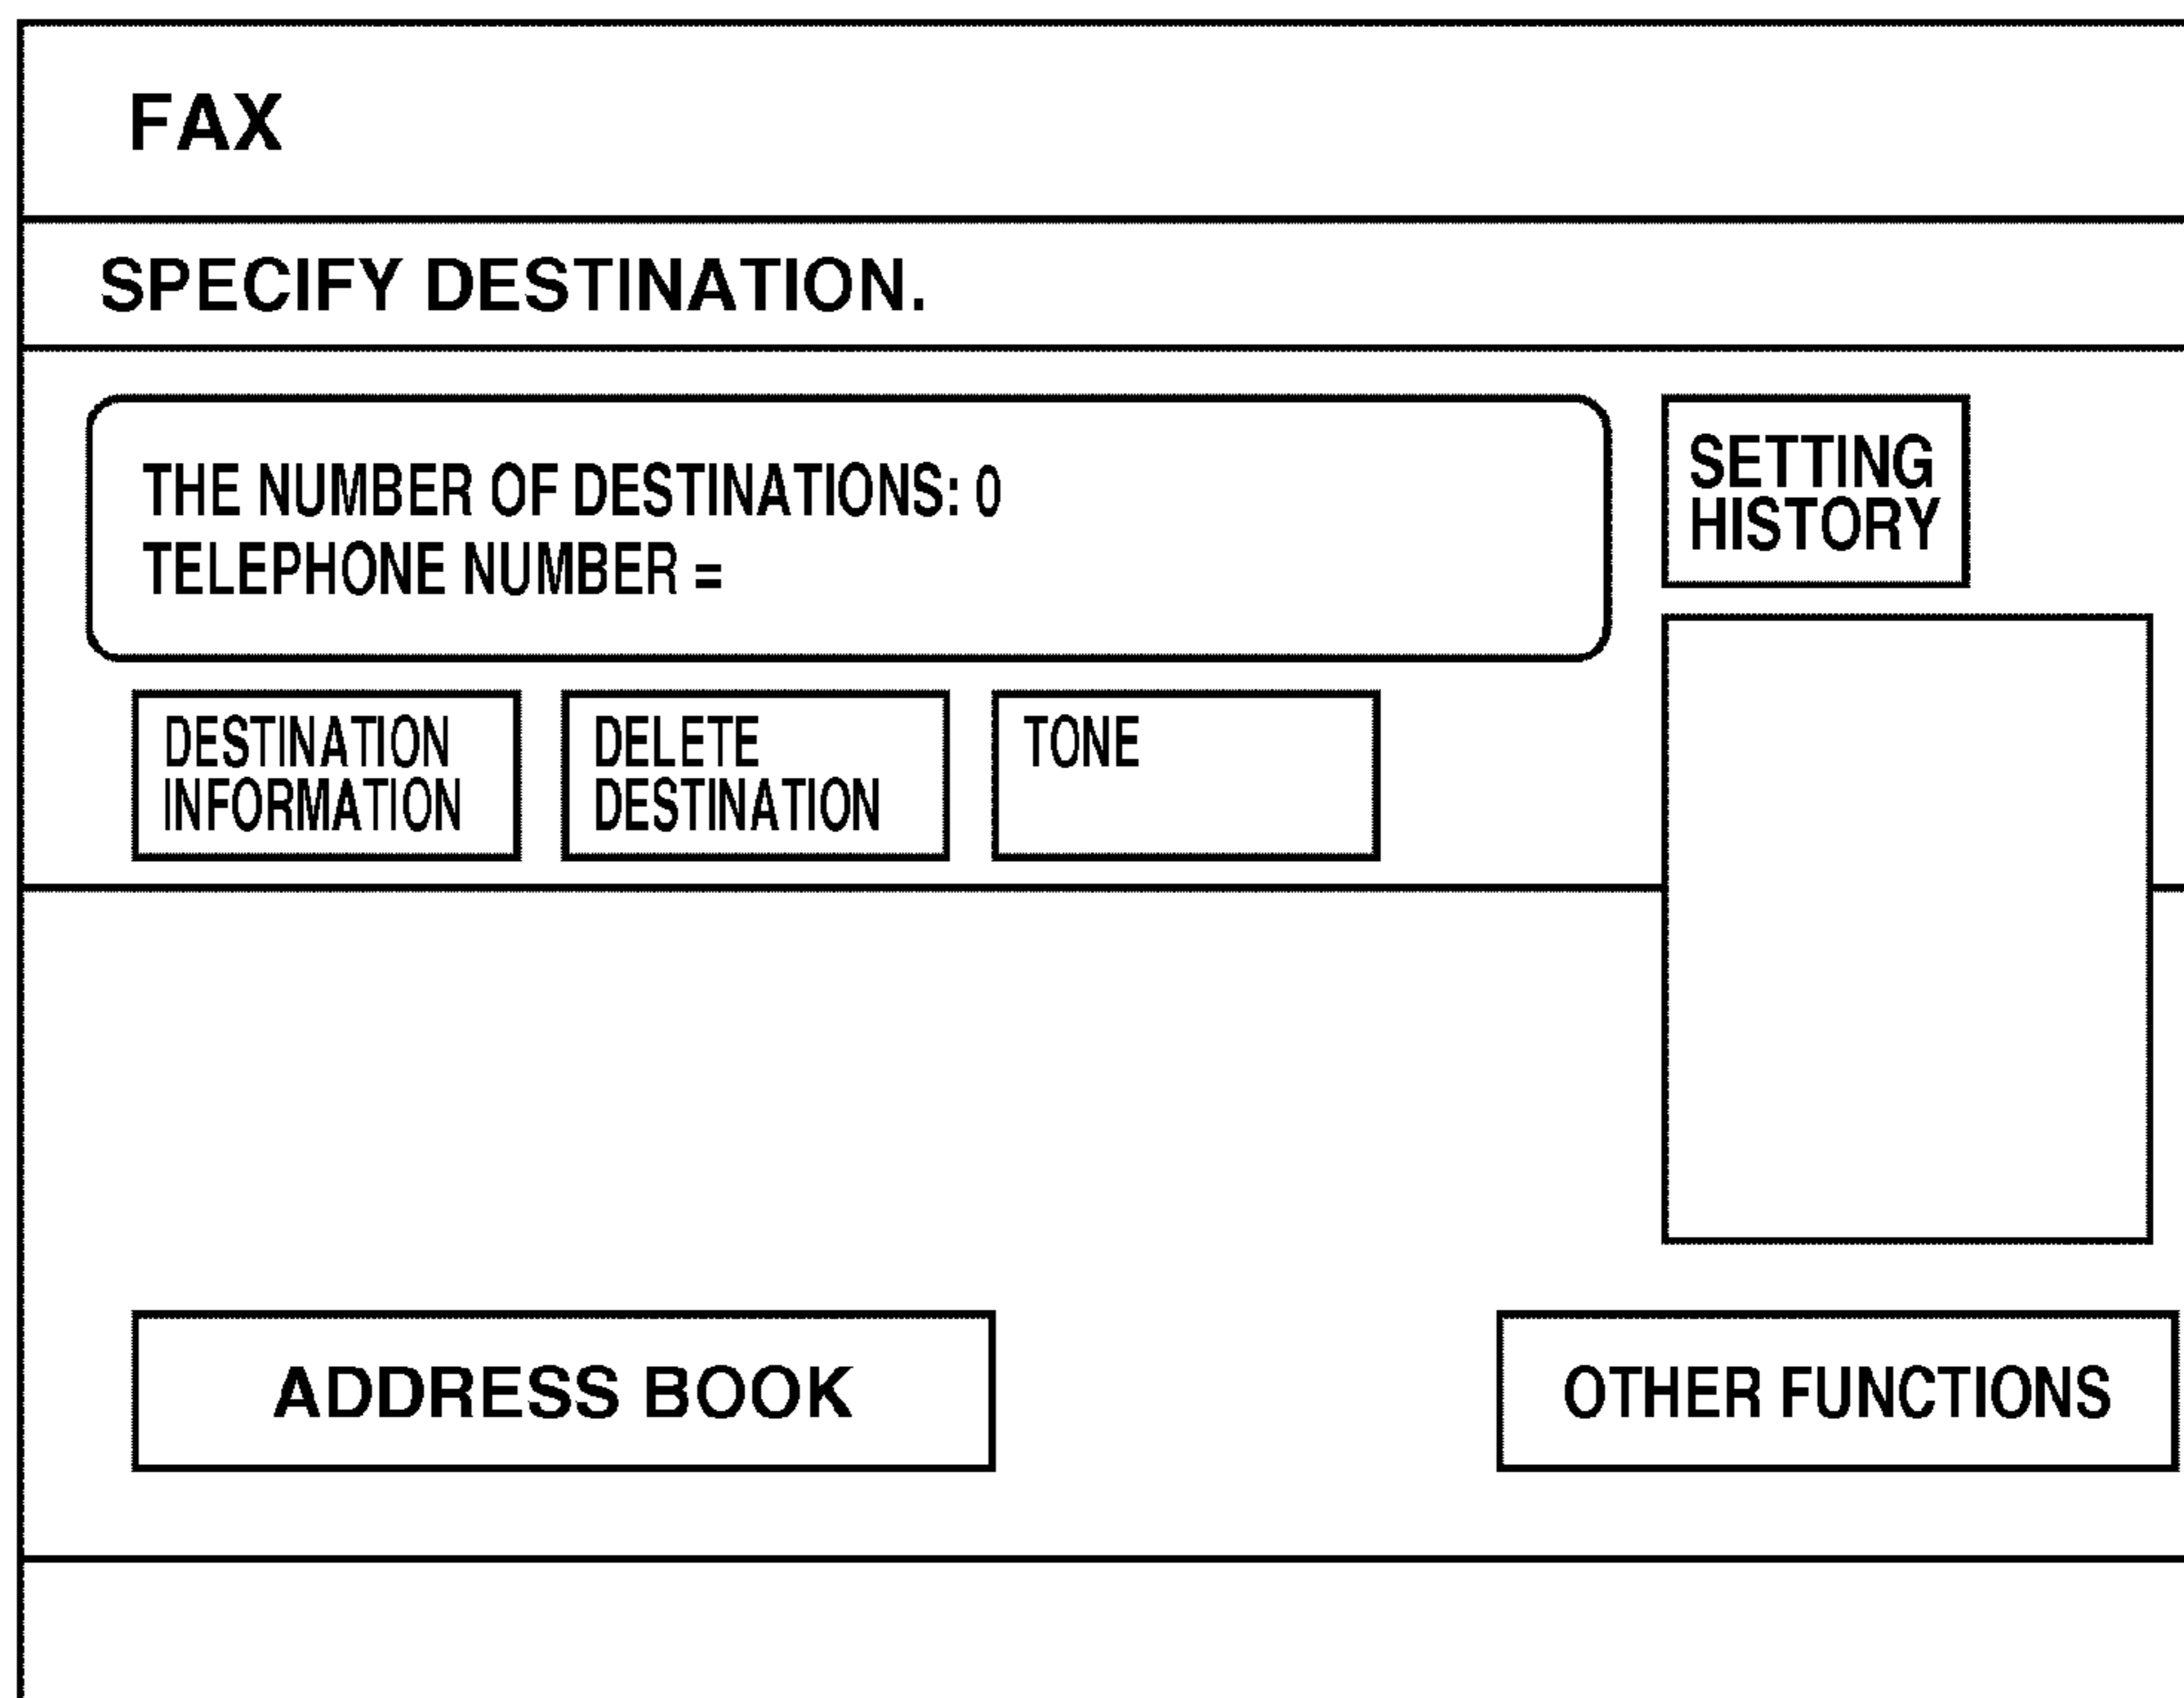 FAX
SPECIFY DESTINATION.
THE NUMBER OF DESTINATIONS: 0
TELEPHONE NUMBER =
SETTING
HISTORY
DESTINATION
INFORMATION
DELETE
DESTINATION
TONE
ADDRESS BOOK
OTHER FUNCTIONS